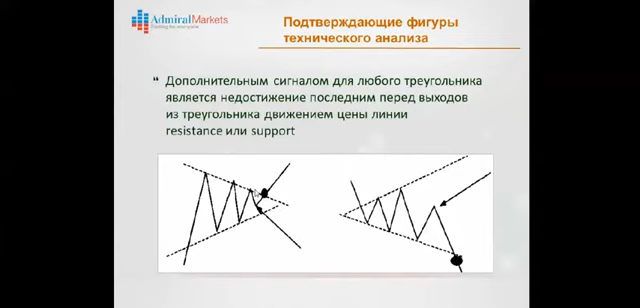 AdmiralMarkets
Подтверждающие фигуры
технического анализа
Дополнительным сигналом для любого треугольника
является недостижение последним перед выходов
из треугольника движением цены линии
resistance или support